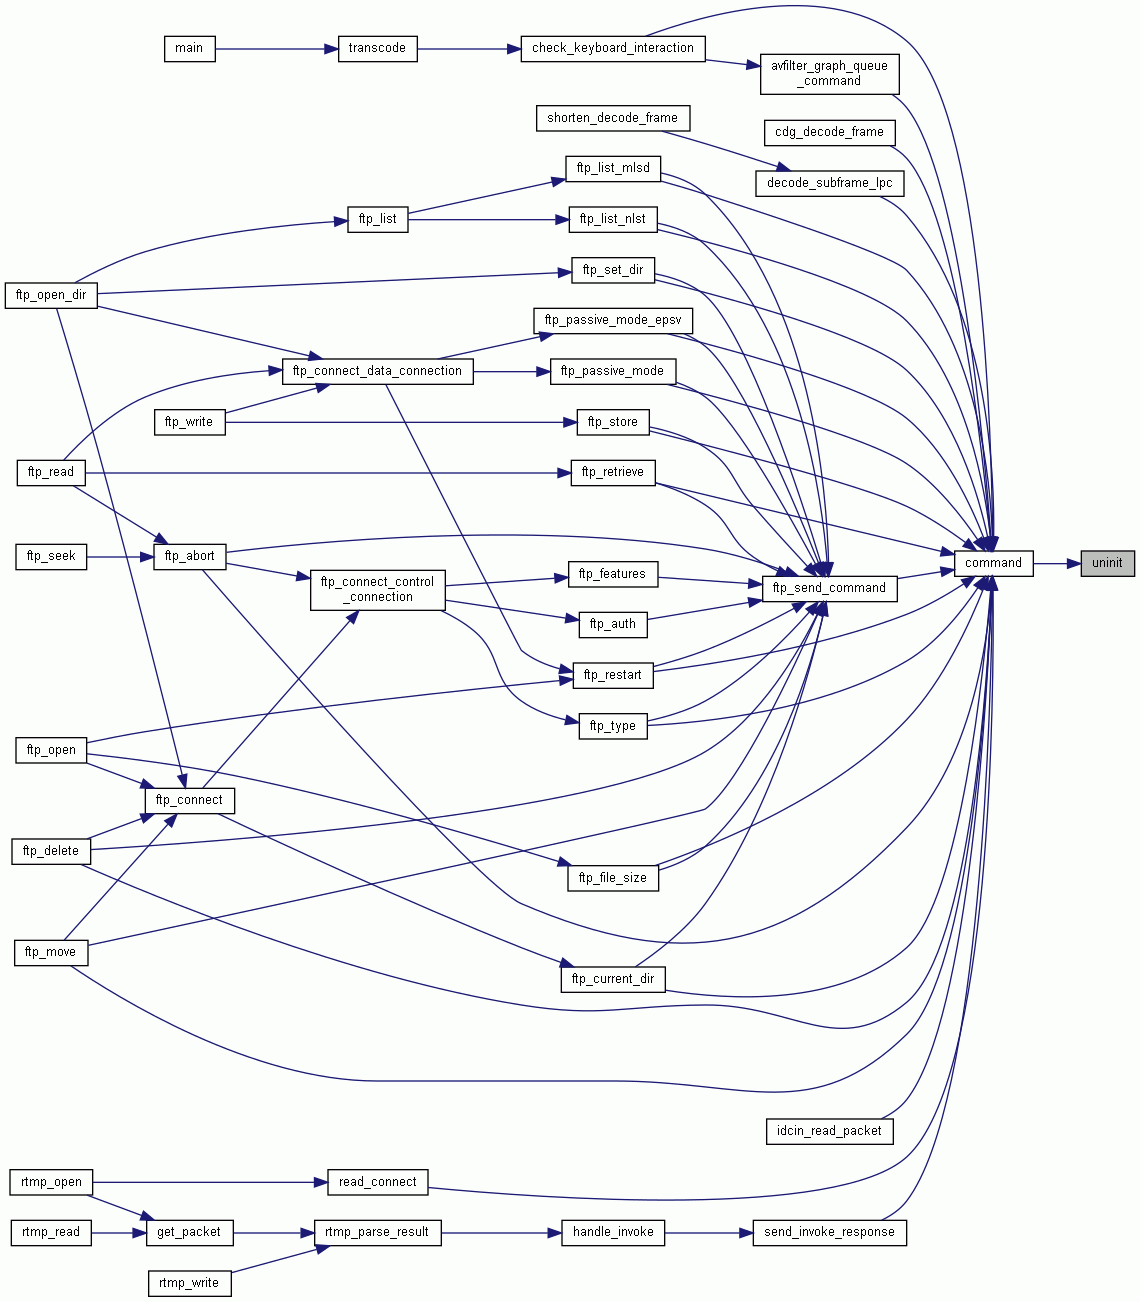 main
transcode
check_keyboard_interaction
avfilter_graph_queue
_command
shorten_decode_frame
cdg_decode_frame
ftp_list_mlsd
decode_subframe_lpc
ftp_list
ftp_list_nlst
ftp_set_dir
ftp_open_dir
ftp_passive_mode_epsv
ftp_connect_data_connection
ftp_passive_mode
ftp_write
ftp_store
ftp_read
ftp_retrieve
ftp_seek
ftp_abort
command
uninit
ftp_connect_control
_connection
ftp_features
ftp_send_command
ftp_auth
ftp_restart
ftp_type
ftp_open
ftp_connect
ftp_delete
ftp_file_size
ftp_move
ftp_current_dir
idcin_read_packet
rtmp_open
read_connect
rtmp_read
get_packet
rtmp_parse_result
handle_invoke
send_invoke_response
rtmp_write